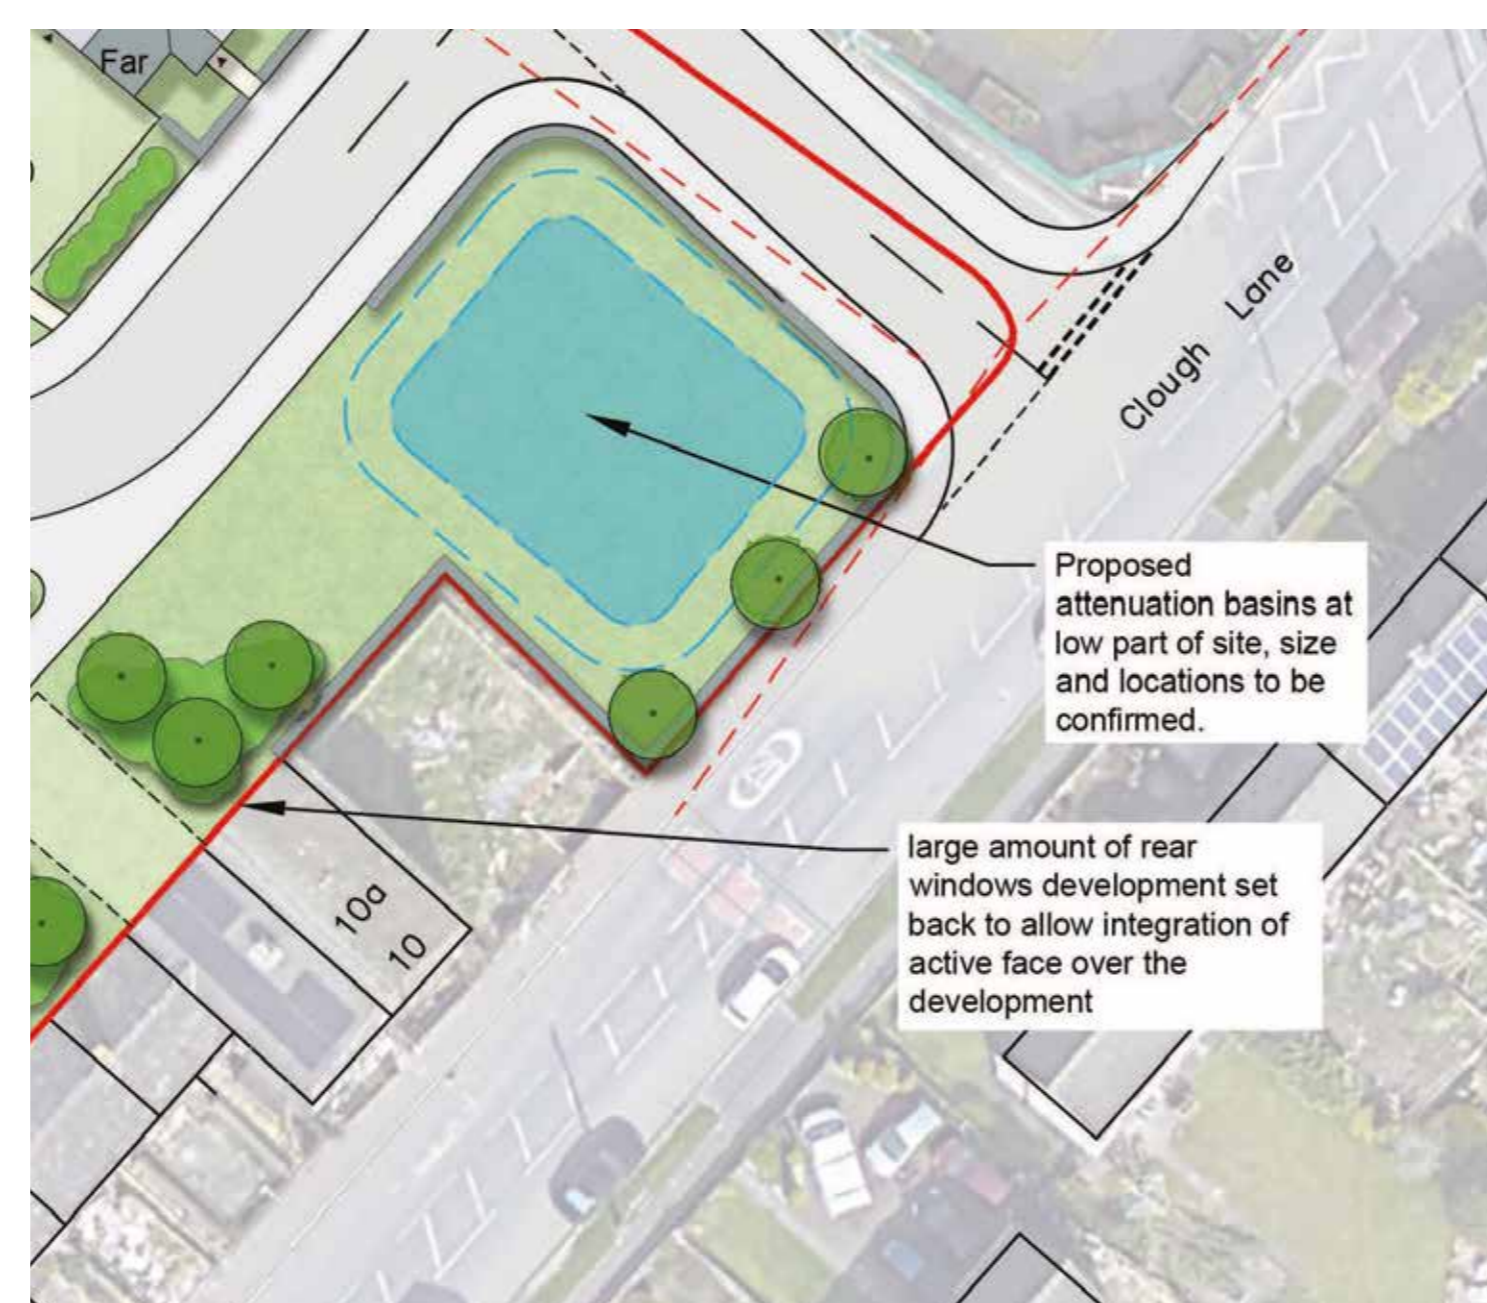 Far
Clough Lane
Proposed
attenuation basins at
low part of site, size
and locations to be
confirmed.
large amount of rear
windows development set
back to allow integration of
active face over the
development
10a
10